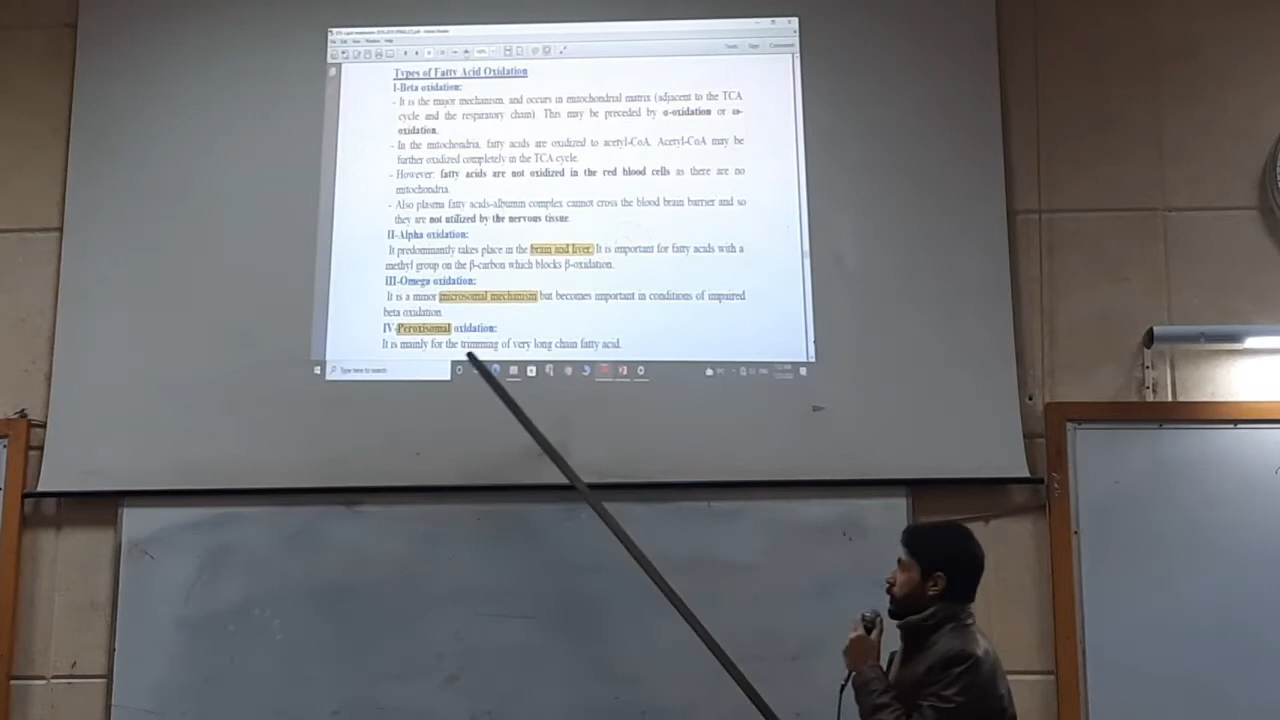 Types of Fatty Acid Oxidation
I-Beta oxidation:
- It is the major mechanism, and occurs in mitochondrial matrix (adjacent to the TCA
cycle and the respiratory chain). This may be preceded by α-oxidation or ω-
oxidation.
- In the mitochondria, fatty acids are oxidized to acetyl-CoA. Acetyl-CoA may be
further oxidized completely in the TCA cycle.
- However; fatty acids are not oxidized in the red blood cells as there are no
mitochondria.
- Also plasma fatty acids-albumin complex cannot cross the blood brain barrier and so
they are not utilized by the nervous tissue.
II-Alpha oxidation:
It predominantly takes place in the brain and liver. It is important for fatty acids with a
methyl group on the β-carbon which blocks β-oxidation.
III-Omega oxidation:
It is a minor microsomal mechanism but becomes important in conditions of impaired
beta oxidation.
IV-Peroxisomal oxidation:
It is mainly for the trimming of very long chain fatty acid.
Type here to search